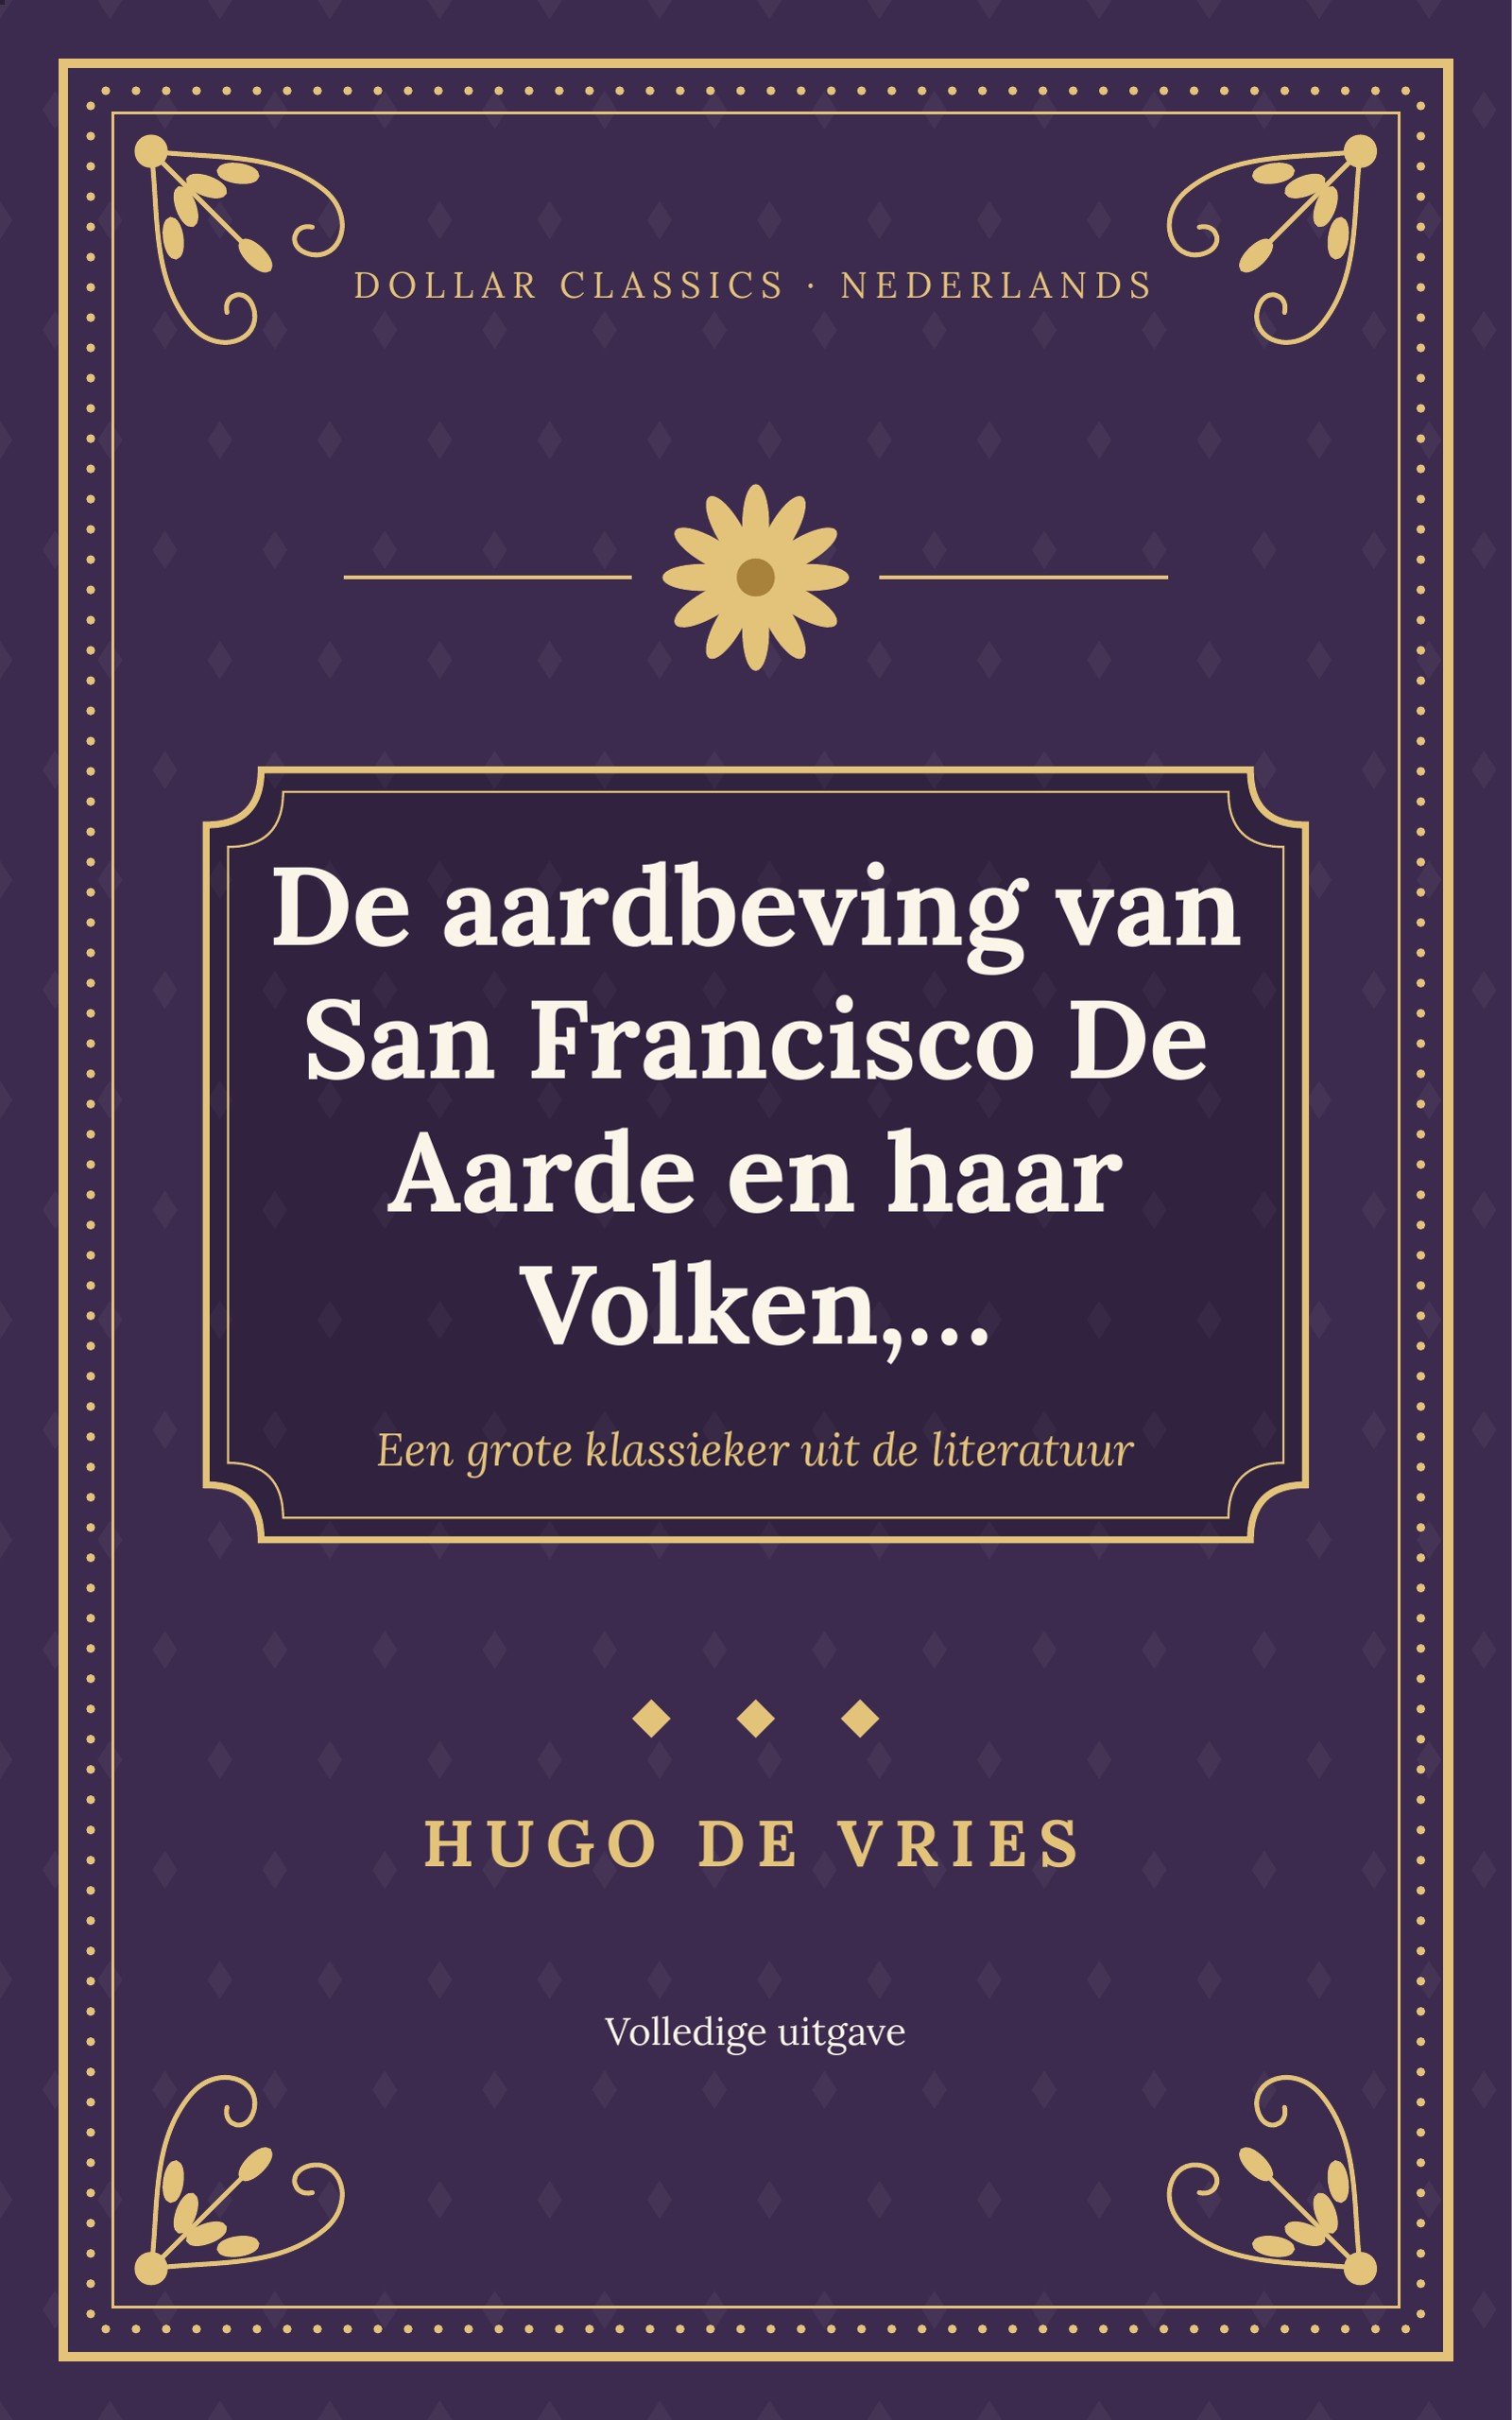 DOLLAR CLASSICS · NEDERLANDS
De aardbeving van
San Francisco De
Aarde en haar
Volken,...
Een grote klassieker uit de literatuur
HUGO DE VRIES
Volledige uitgave